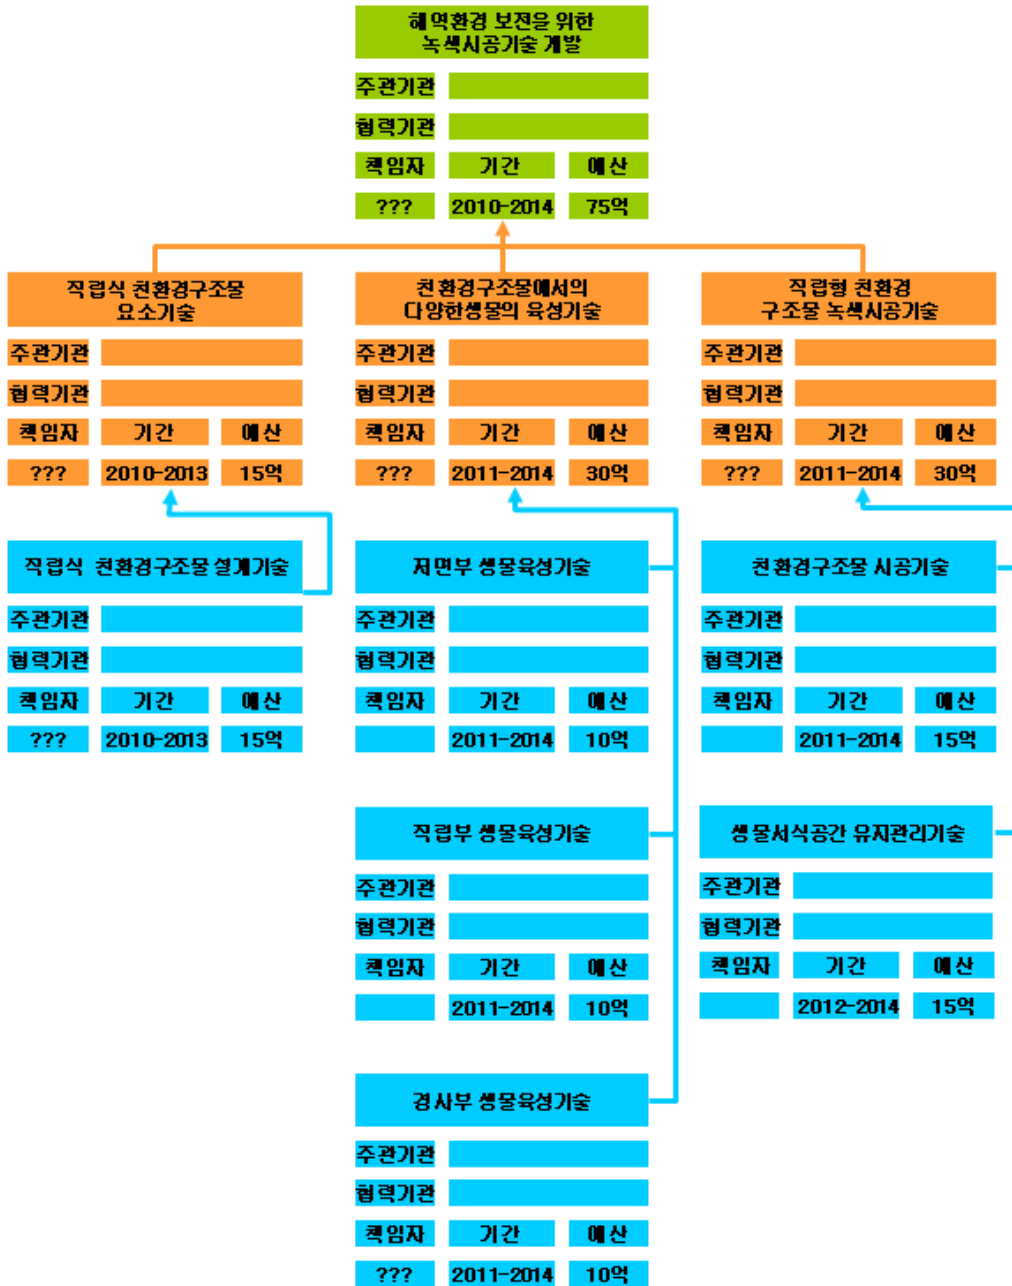 해역환경 보전을 위한
녹색시공기술 개발
주관기관
협력기관
책임자 기간 예산
??? 2010-2014 75억
직립식 친환경구조물
요소기술
주관기관
협력기관
책임자 기간 예산
??? 2010-2013 15억
친환경구조물에서의
다양한생물의 육성기술
주관기관
협력기관
책임자 기간 예산
??? 2011-2014 30억
직립형 친환경
구조물 녹색시공기술
주관기관
협력기관
책임자 기간 예산
??? 2011-2014 30억
직립식 친환경구조물 설계기술
주관기관
협력기관
책임자 기간 예산
??? 2010-2013 15억
저면부 생물육성기술
주관기관
협력기관
책임자 기간 예산
2011-2014 10억
친환경구조물 시공기술
주관기관
협력기관
책임자 기간 예산
2011-2014 15억
직립부 생물육성기술
주관기관
협력기관
책임자 기간 예산
2011-2014 10억
생물서식공간 유지관리기술
주관기관
협력기관
책임자 기간 예산
2012-2014 15억
경사부 생물육성기술
주관기관
협력기관
책임자 기간 예산
??? 2011-2014 10억